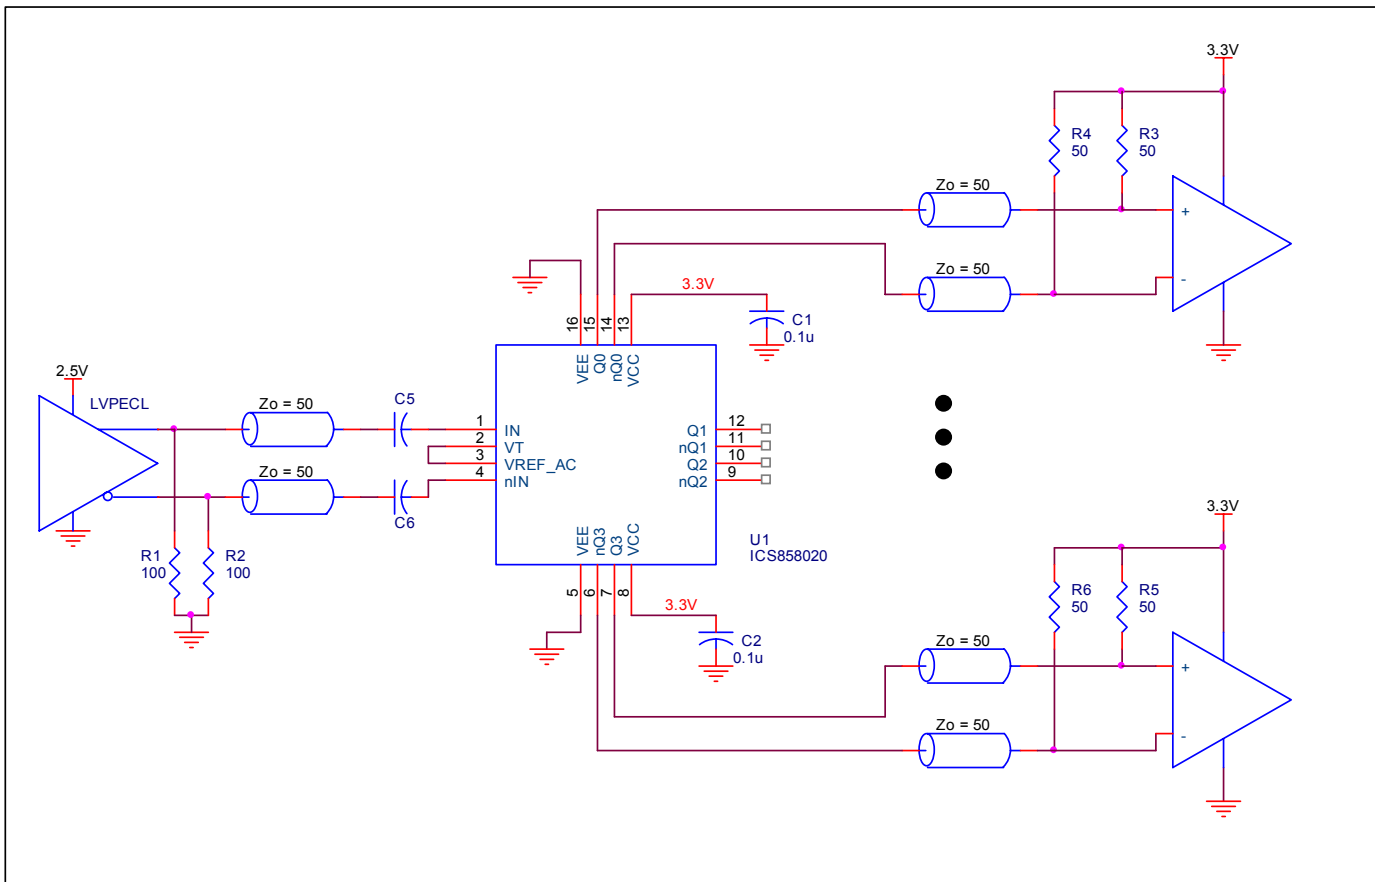 3.3V
R4
50
R3
50
Zo = 50
+
Zo = 50
-
3.3V
C1
0.1u
16
15
14
13
VEE
Q0
nQ0
VCC
2.5V
LVPECL
Zo = 50
C5
1
IN
2
VT
3
VREF_AC
4
nIN
Zo = 50
C6
Q1
12
nQ1
11
Q2
10
nQ2
9
R1
100
R2
100
VEE
nQ3
Q3
VCC
5
6
7
8
U1
ICS858020
3.3V
C2
0.1u
3.3V
R6
50
R5
50
Zo = 50
+
Zo = 50
-